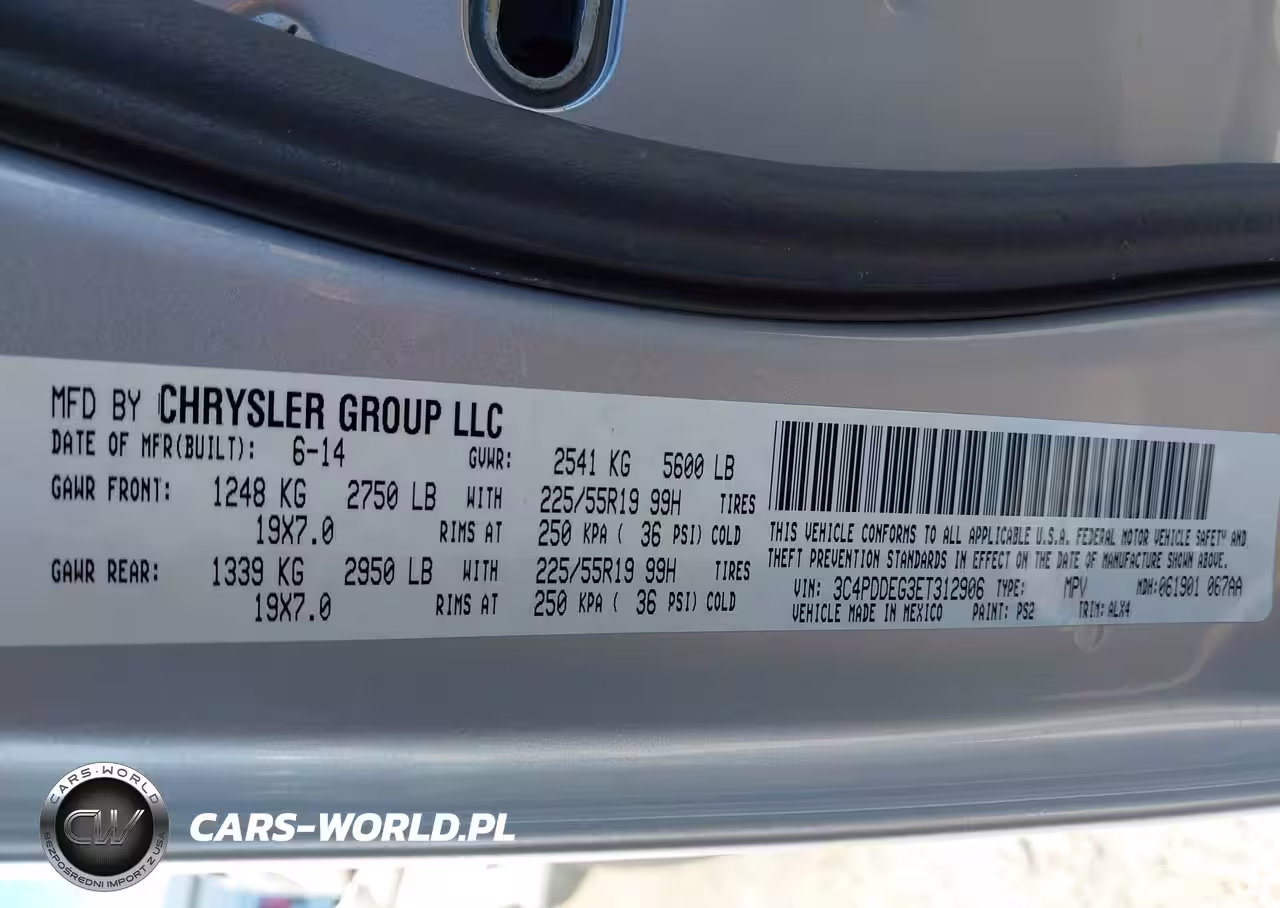 MFD BY CHRYSLER GROUP LLC
DATE OF MFR(BUILT): 6-14 GVWR: 2541 KG 5600 LB
GAWR FRONT: 1248 KG 2750 LB WITH 225/55R19 99H TIRES
19X7.0 RIMS AT 250 KPA ( 36 PSI) COLD
GAWR REAR: 1339 KG 2950 LB WITH 225/55R19 99H TIRES
19X7.0 RIMS AT 250 KPA ( 36 PSI) COLD
THIS VEHICLE CONFORMS TO ALL APPLICABLE U.S.A. FEDERAL MOTOR VEHICLE SAFETY AND
THEFT PREVENTION STANDARDS IN EFFECT ON THE DATE OF MANUFACTURE SHOWN ABOVE.
VIN: 3C4PDDEG3ET312906 TYPE: MPV MDH:061901 067AA
VEHICLE MADE IN MEXICO PAINT: PS2 TRIM: ALX4
CARS-WORLD
CW
BEZPOŚREDNI IMPORT Z USA
CARS-WORLD.PL